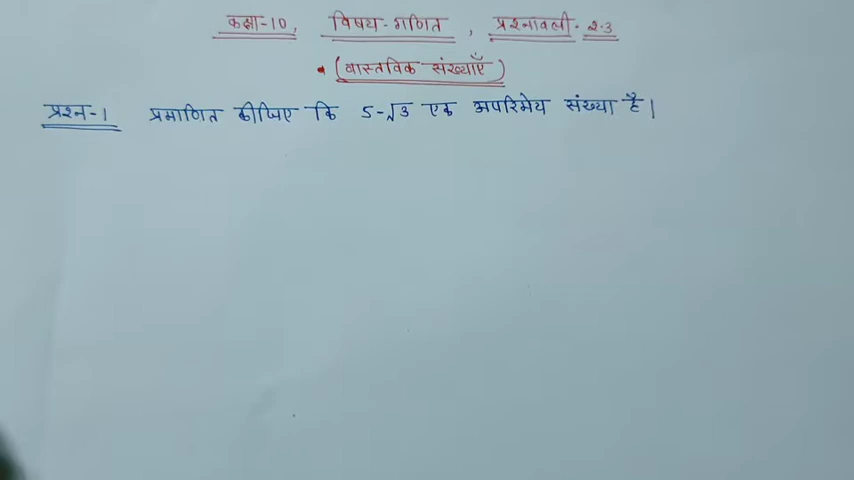 कक्षा-10, विषय-गणित, प्रश्नावली-2.3
(वास्तविक संख्याएँ)
प्रश्न-1 प्रमाणित कीजिए कि 5-√3 एक अपरिमेय संख्या है।